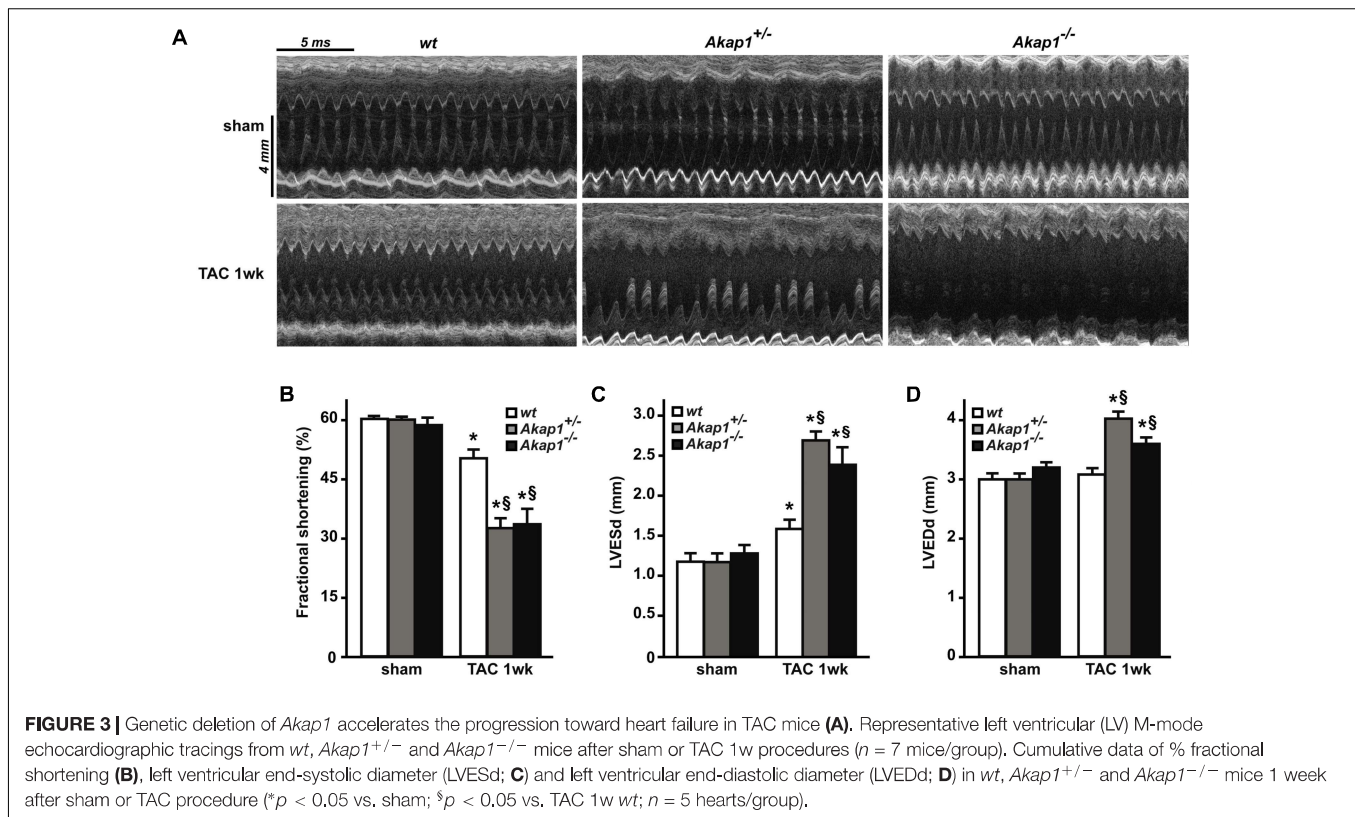 A
5 ms
wt
Akap1+/-
Akap1-/-
sham
4 mm
TAC 1wk
B
Fractional shortening (%)
60
45
30
15
0
wt
Akap1+/-
Akap1-/-
*
*§
*§
sham
TAC 1wk
C
LVESd (mm)
3.0
2.5
2.0
1.5
1.0
0.5
0
wt
Akap1+/-
Akap1-/-
*
*§
*§
sham
TAC 1wk
D
LVEDd (mm)
4
3
2
1
0
wt
Akap1+/-
Akap1-/-
*§
*§
sham
TAC 1wk
FIGURE 3 | Genetic deletion of Akap1 accelerates the progression toward heart failure in TAC mice (A). Representative left ventricular (LV) M-mode
echocardiographic tracings from wt, Akap1+/− and Akap1−/− mice after sham or TAC 1w procedures (n = 7 mice/group). Cumulative data of % fractional
shortening (B), left ventricular end-systolic diameter (LVESd; C) and left ventricular end-diastolic diameter (LVEDd; D) in wt, Akap1+/− and Akap1−/− mice 1 week
after sham or TAC procedure (*p < 0.05 vs. sham; §p < 0.05 vs. TAC 1w wt; n = 5 hearts/group).